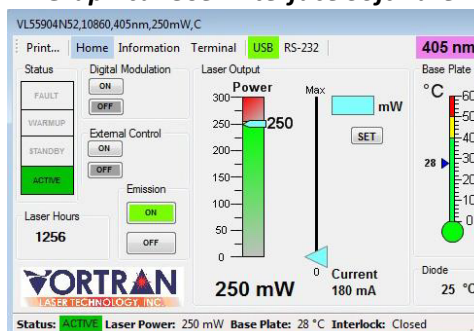 VL55904N52,10860,405nm,250mW,C
Print... Home Information Terminal USB RS-232 405 nm
Status Digital Modulation Laser Output Base Plate
FAULT
WARMUP
STANDBY
ACTIVE
ON
OFF
External Control
ON
OFF
Emission
ON
OFF
Laser Hours
1256
VORTRAN
LASER TECHNOLOGY, INC.
Power
300
250
200
150
100
50
0
250
250 mW
Max
0
mW
SET
Current
180 mA
°C
60
50
40
30
20
10
0
28
Diode
25 °C
Status: ACTIVE Laser Power: 250 mW Base Plate: 28 °C Interlock: Closed